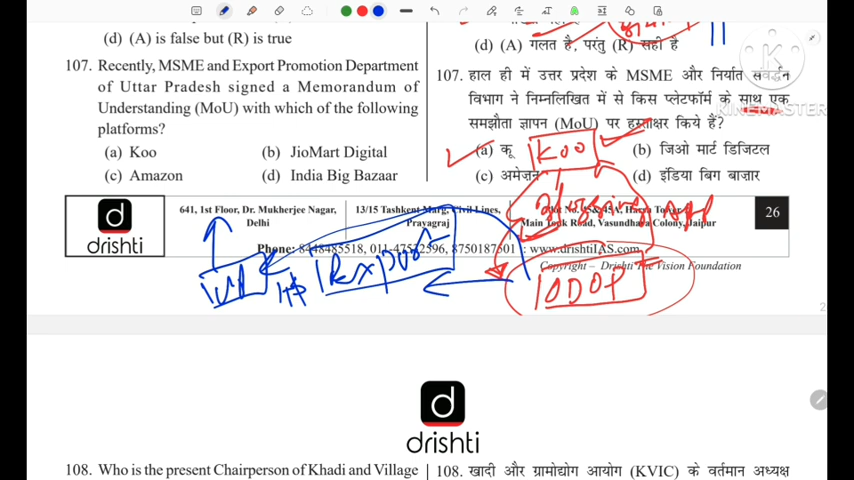 (d) (A) is false but (R) is true
107. Recently, MSME and Export Promotion Department
of Uttar Pradesh signed a Memorandum of
Understanding (MoU) with which of the following
platforms?
(a) Koo
(b) JioMart Digital
(c) Amazon
(d) India Big Bazaar
(d) (A) गलत है, परंतु (R) सही है
107. हाल ही में उत्तर प्रदेश के MSME और निर्यात संवर्द्धन
विभाग ने निम्नलिखित में से किस प्लेटफॉर्म के साथ एक
समझौता ज्ञापन (MoU) पर हस्ताक्षर किये हैं?
(a) कू
Koo
(b) जिओ मार्ट डिजिटल
(c) अमेज़न
(d) इंडिया बिग बाज़ार
KINEMASTER
d
drishti
641, 1st Floor, Dr. Mukherjee Nagar,
Delhi
13/15 Tashkent Marg, Civil Lines,
Prayagraj
Main Tonk Road, Vasundhara Colony, Jaipur
26
Phone: 8448485518, 011-47532596, 8750187501 : www.drishtiIAS.com
Copyright – Drishti The Vision Foundation
ODOP
d
drishti
108. Who is the present Chairperson of Khadi and Village
108. खादी और ग्रामोद्योग आयोग (KVIC) के वर्तमान अध्यक्ष